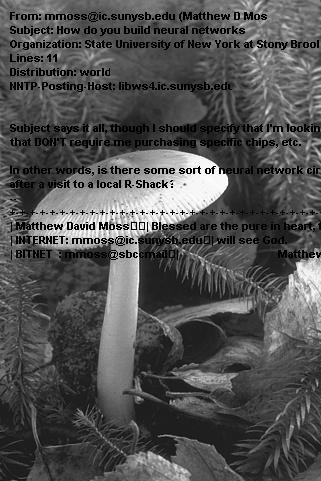 From: mmoss@ic.sunysb.edu (Matthew D Mos
Subject: How do you build neural networks
Organization: State University of New York at Stony Brool
Lines: 11
Distribution: world
NNTP-Posting-Host: libws4.ic.sunysb.edu
Subject says it all, though I should specify that I'm lookin
that DON'T require me purchasing specific chips, etc.
In other words, is there some sort of neural network cir
after a visit to a local R-Shack?
+-+-+-+-+-+-+-+-+-+-+-+-+-+-+-+-+-+-+-+-+-+-+-+
| Matthew David Moss□□| Blessed are the pure in heart, f
| INTERNET: mmoss@ic.sunysb.edu□| will see God.
| BITNET : mmoss@sbccmail□| Matthew